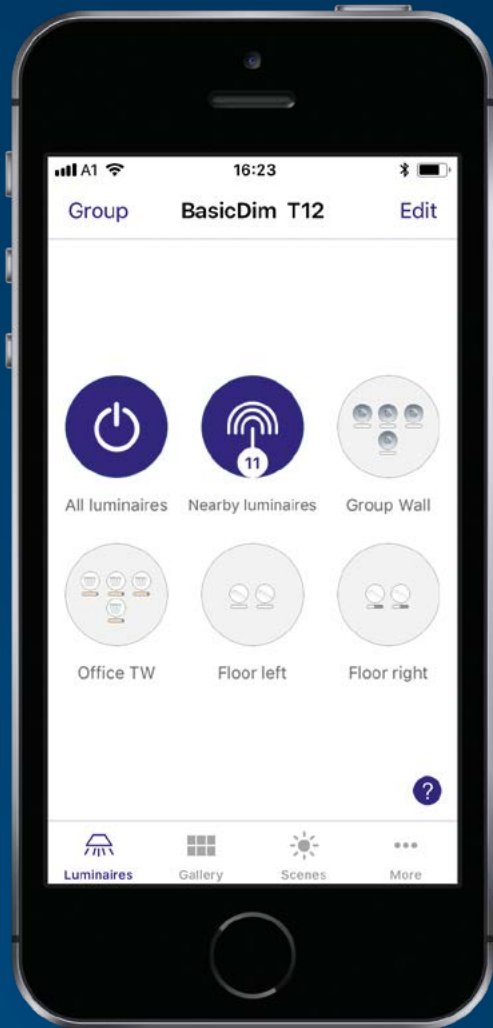 A1 16:23
Group BasicDim T12 Edit
11
All luminaires Nearby luminaires Group Wall
Office TW Floor left Floor right
?
Luminaires Gallery Scenes More